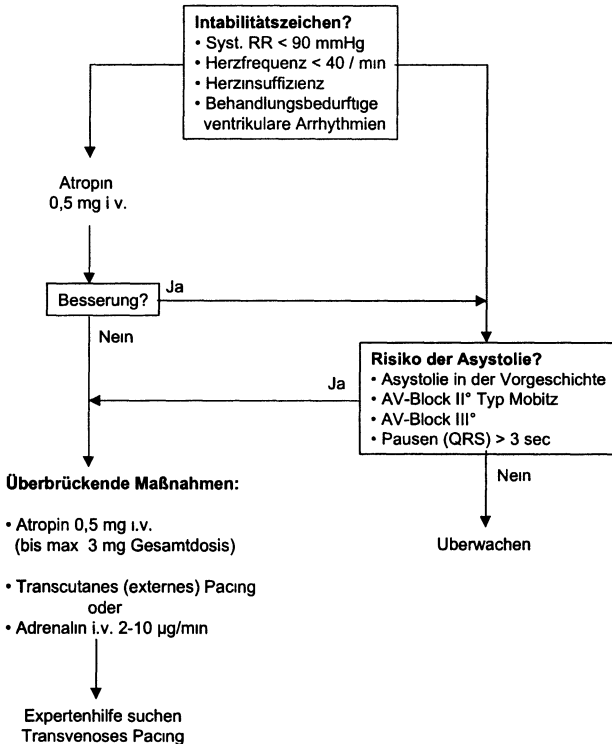 Intabilitätszeichen?
• Syst. RR < 90 mmHg
• Herzfrequenz < 40 / min
• Herzinsuffizienz
• Behandlungsbedurftige
ventrikulare Arrhythmien
Atropin
0,5 mg i v.
Besserung?
Ja
Nein
Risiko der Asystolie?
• Asystolie in der Vorgeschichte
• AV-Block II° Typ Mobitz
• AV-Block III°
• Pausen (QRS) > 3 sec
Ja
Nein
Überbrückende Maßnahmen:
• Atropin 0,5 mg i.v.
(bis max 3 mg Gesamtdosis)
Uberwachen
• Transcutanes (externes) Pacing
oder
• Adrenalin i.v. 2-10 µg/min
Expertenhilfe suchen
Transvenoses Pacing